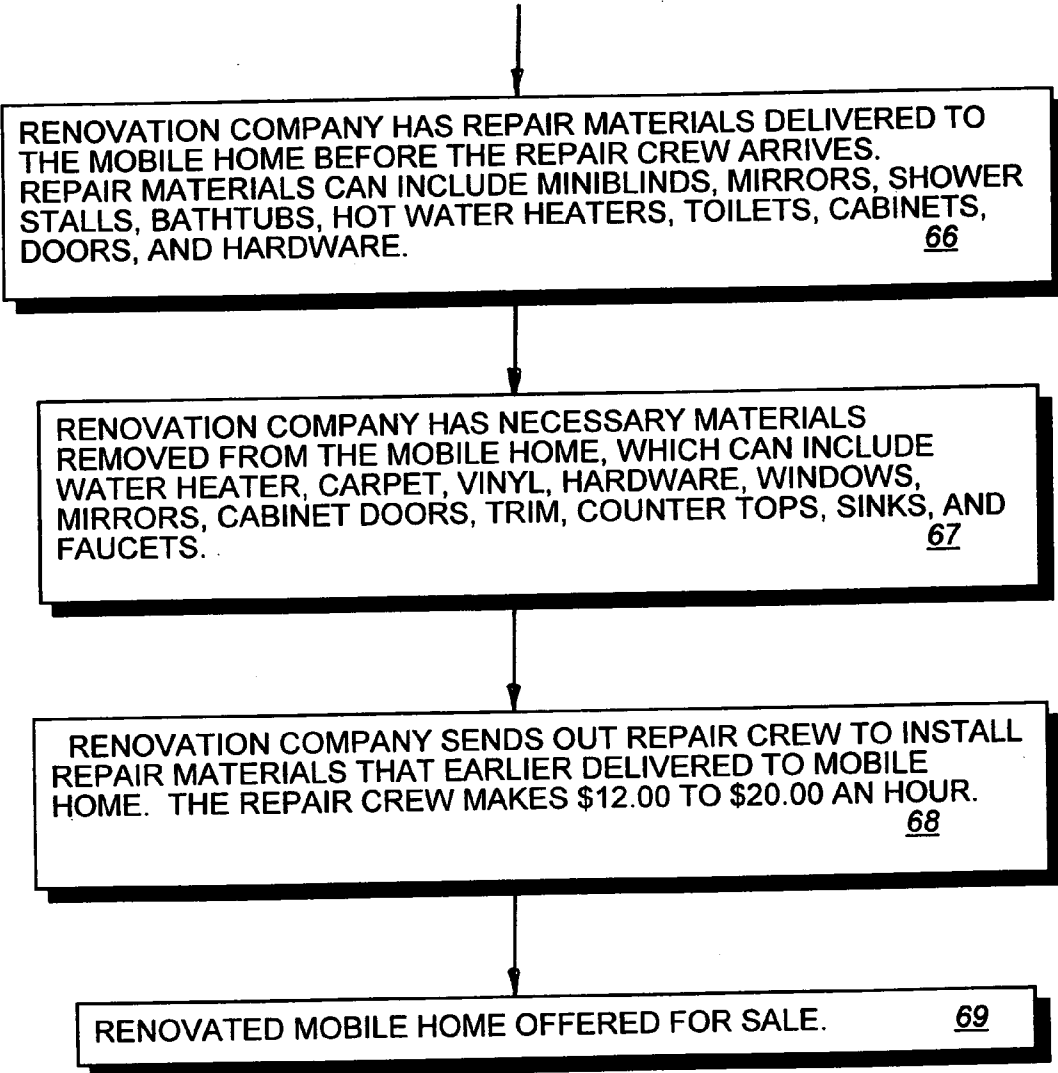 RENOVATION COMPANY HAS REPAIR MATERIALS DELIVERED TO
THE MOBILE HOME BEFORE THE REPAIR CREW ARRIVES.
REPAIR MATERIALS CAN INCLUDE MINIBLINDS, MIRRORS, SHOWER
STALLS, BATHTUBS, HOT WATER HEATERS, TOILETS, CABINETS,
DOORS, AND HARDWARE. 66
RENOVATION COMPANY HAS NECESSARY MATERIALS
REMOVED FROM THE MOBILE HOME, WHICH CAN INCLUDE
WATER HEATER, CARPET, VINYL, HARDWARE, WINDOWS,
MIRRORS, CABINET DOORS, TRIM, COUNTER TOPS, SINKS, AND
FAUCETS. 67
RENOVATION COMPANY SENDS OUT REPAIR CREW TO INSTALL
REPAIR MATERIALS THAT EARLIER DELIVERED TO MOBILE
HOME. THE REPAIR CREW MAKES $12.00 TO $20.00 AN HOUR.
68
RENOVATED MOBILE HOME OFFERED FOR SALE. 69